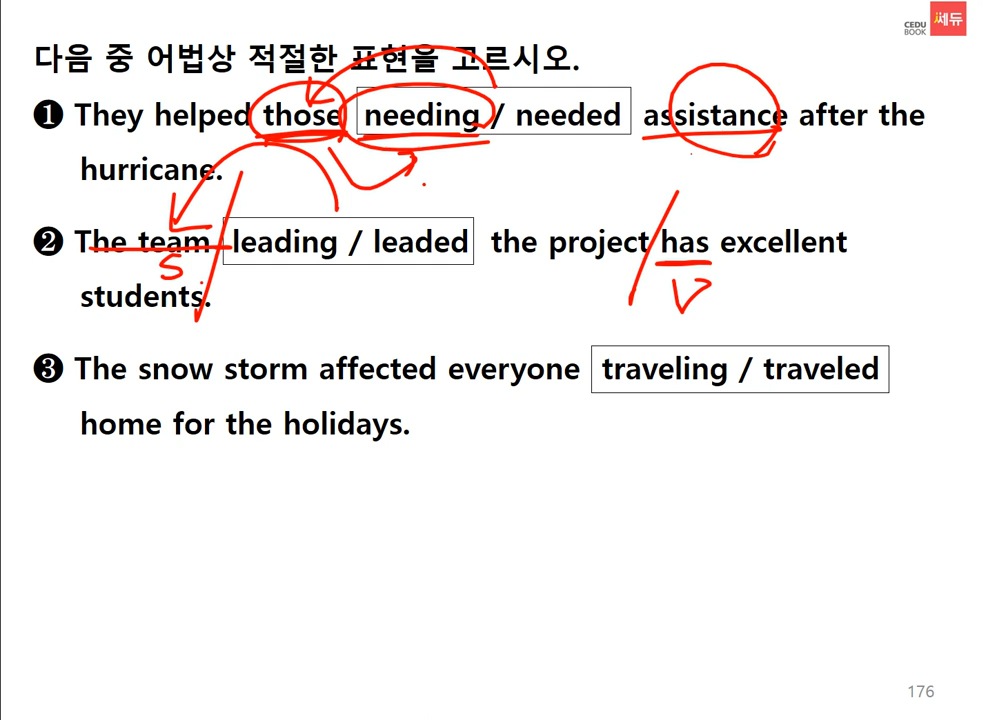 CEDU
BOOK
쎄듀
다음 중 어법상 적절한 표현을 고르시오.
❶ They helped those needing / needed assistance after the
hurricane.
❷ The team leading / leaded the project has excellent
S
V
students.
❸ The snow storm affected everyone traveling / traveled
home for the holidays.
176